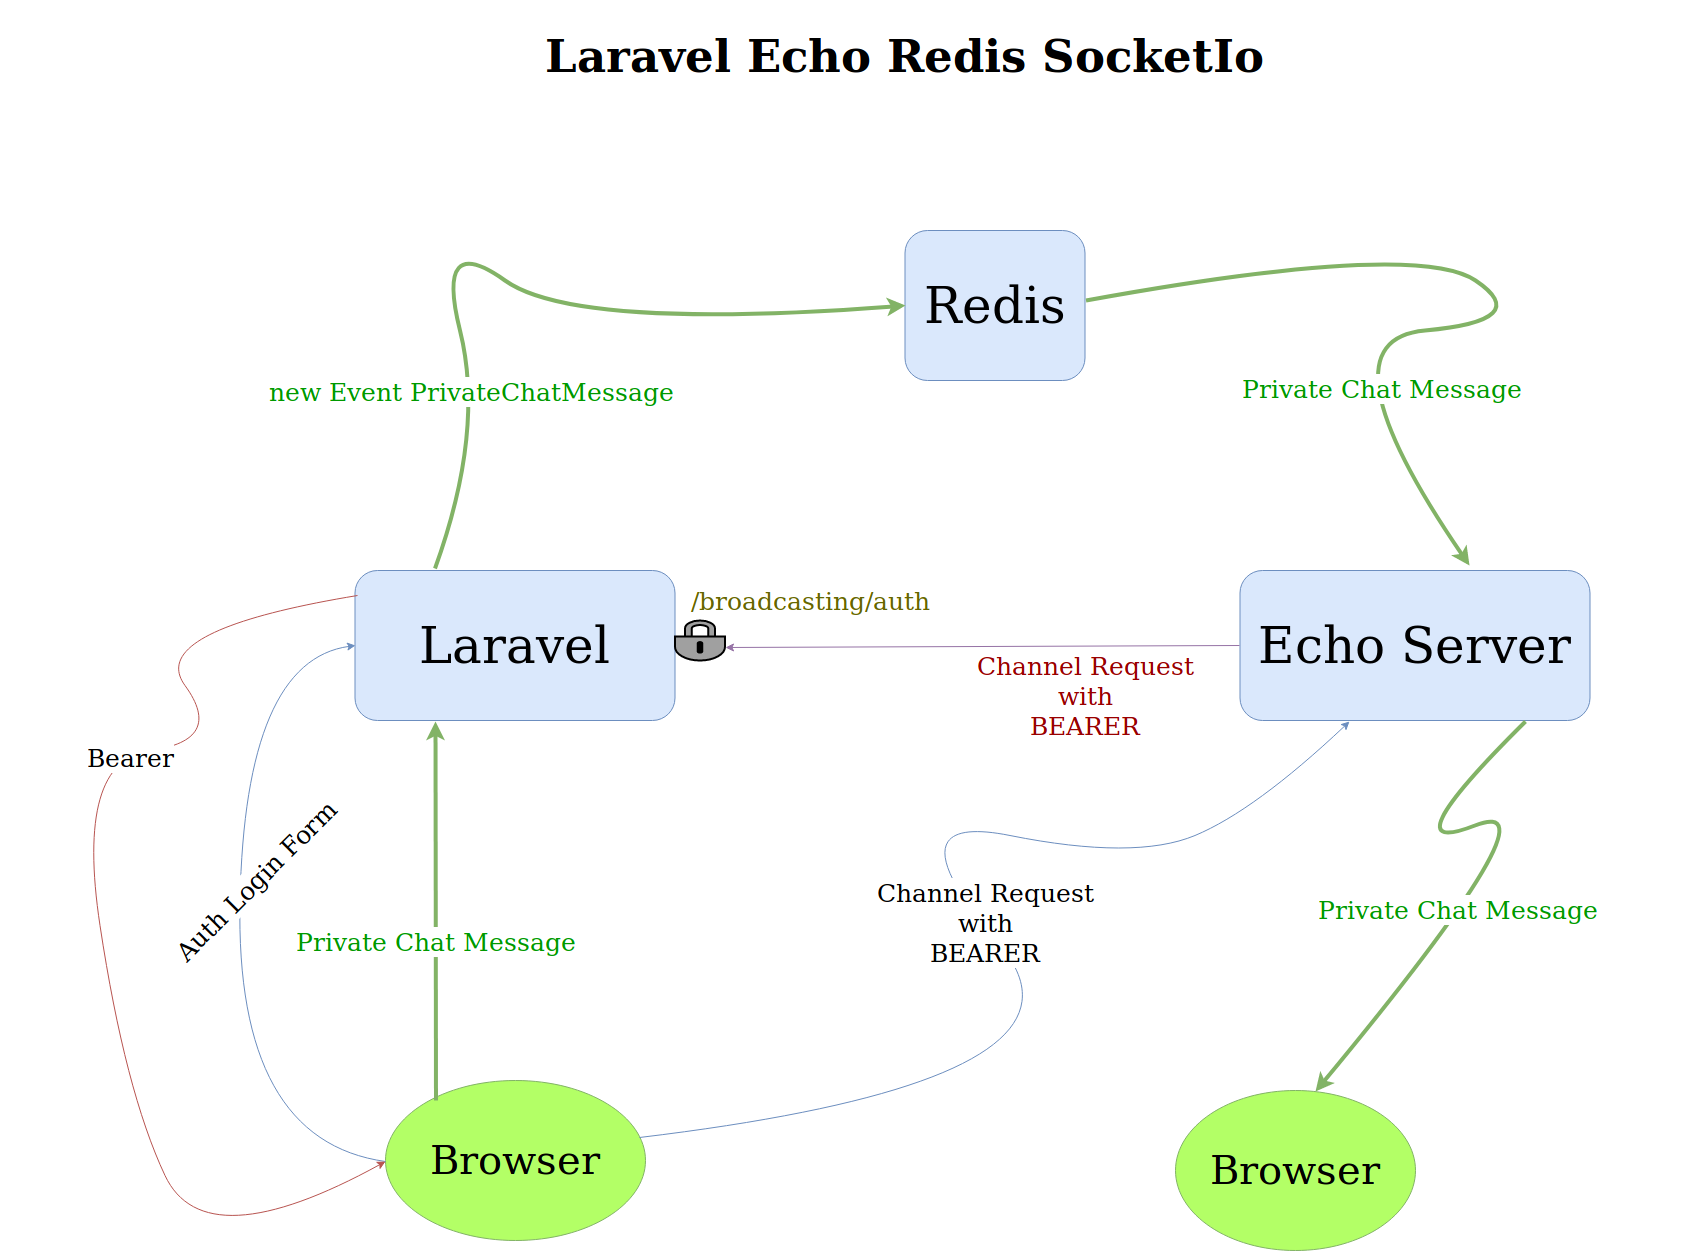 Laravel Echo Redis SocketIo
Redis
new Event PrivateChatMessage
Private Chat Message
/broadcasting/auth
Laravel
Echo Server
Channel Request
with
BEARER
Bearer
Auth Login Form
Private Chat Message
Channel Request
with
BEARER
Private Chat Message
Browser
Browser